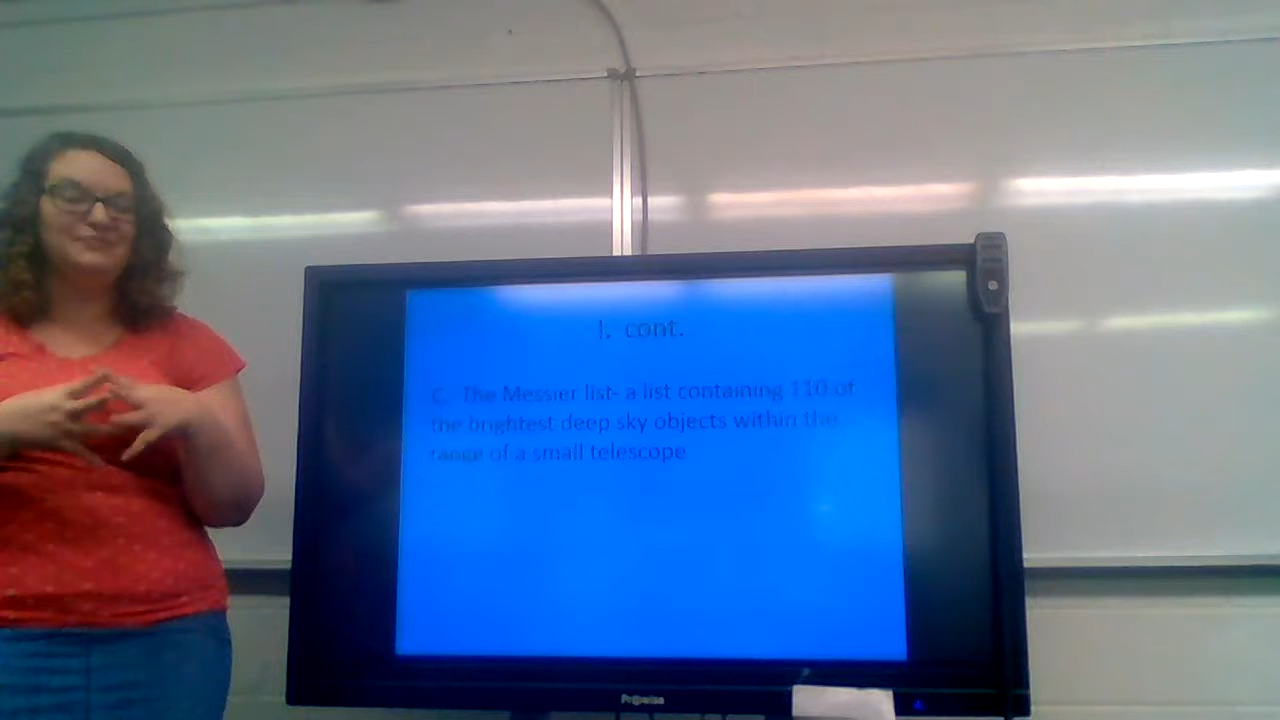 I. cont.
C. The Messier list- a list containing 110 of
the brightest deep sky objects within the
range of a small telescope
Promise